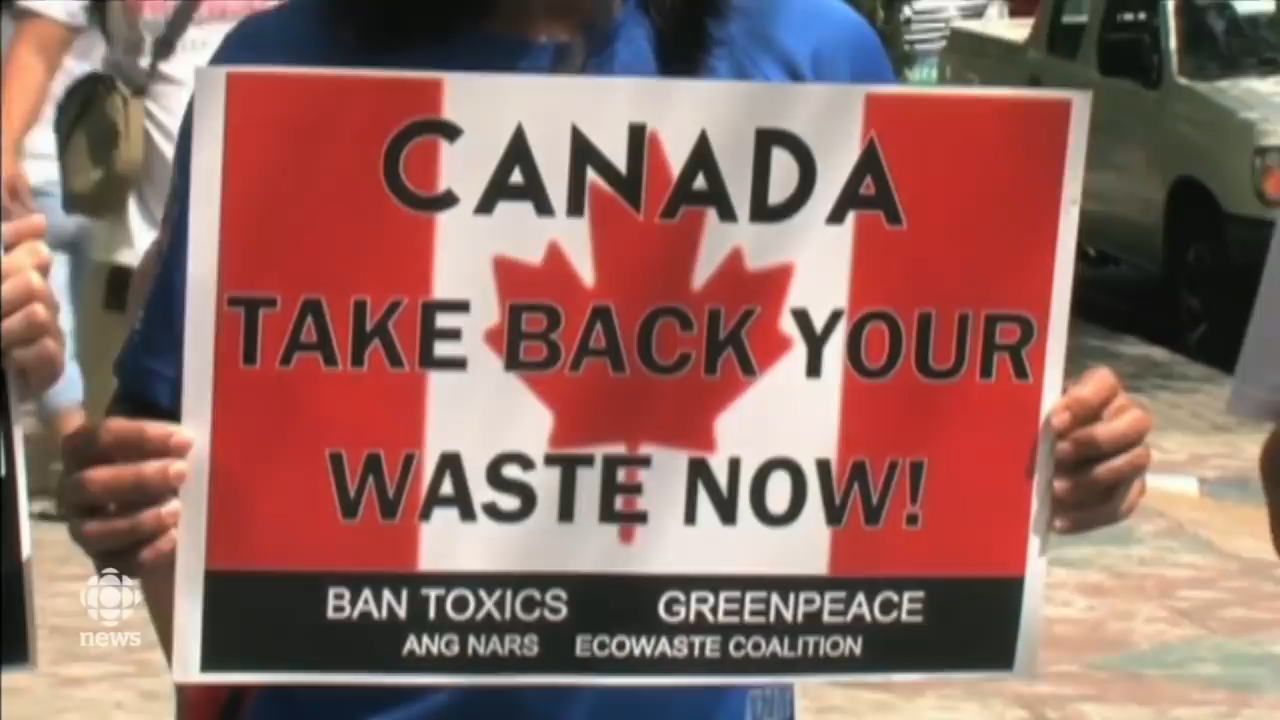 CANADA
TAKE BACK YOUR
WASTE NOW!
BAN TOXICS GREENPEACE
ANG NARS ECOWASTE COALITION
news